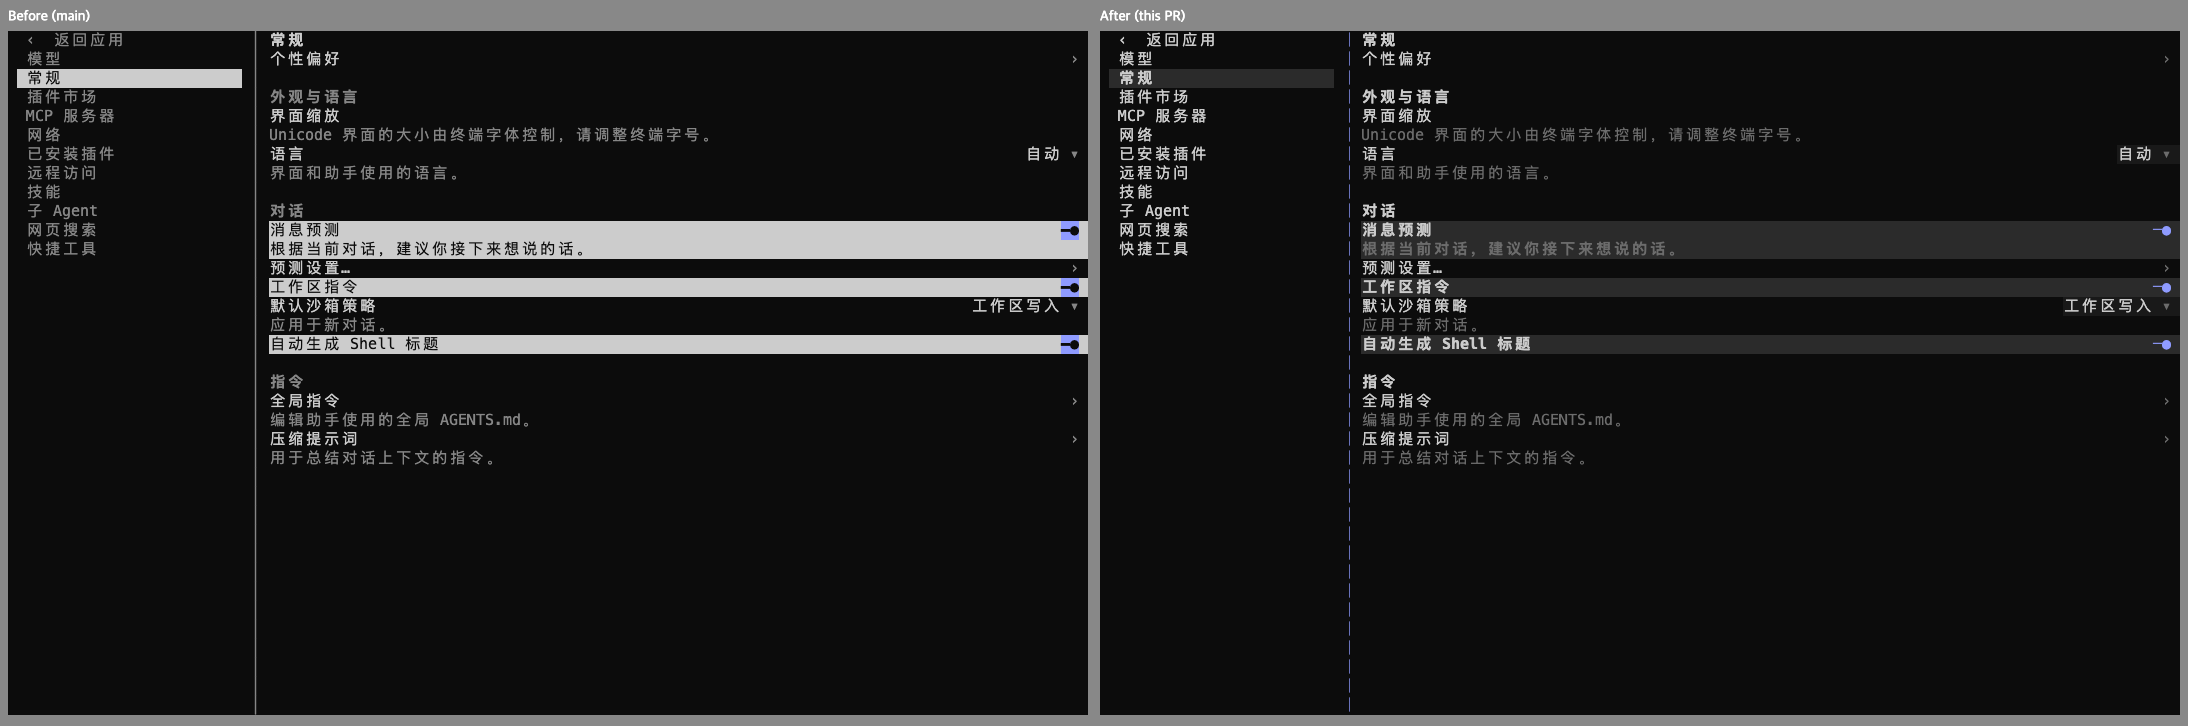 Before (main)
‹ 返回应用
模型
常规
插件市场
MCP 服务器
网络
已安装插件
远程访问
技能
子 Agent
网页搜索
快捷工具
常规
个性偏好 ›
外观与语言
界面缩放
Unicode 界面的大小由终端字体控制，请调整终端字号。
语言 自动 ▾
界面和助手使用的语言。
对话
消息预测
根据当前对话，建议你接下来想说的话。
预测设置… ›
工作区指令
默认沙箱策略 工作区写入 ▾
应用于新对话。
自动生成 Shell 标题
指令
全局指令 ›
编辑助手使用的全局 AGENTS.md。
压缩提示词 ›
用于总结对话上下文的指令。
After (this PR)
‹ 返回应用
模型
常规
插件市场
MCP 服务器
网络
已安装插件
远程访问
技能
子 Agent
网页搜索
快捷工具
常规
个性偏好 ›
外观与语言
界面缩放
Unicode 界面的大小由终端字体控制，请调整终端字号。
语言 自动 ▾
界面和助手使用的语言。
对话
消息预测
根据当前对话，建议你接下来想说的话。
预测设置… ›
工作区指令
默认沙箱策略 工作区写入 ▾
应用于新对话。
自动生成 Shell 标题
指令
全局指令 ›
编辑助手使用的全局 AGENTS.md。
压缩提示词 ›
用于总结对话上下文的指令。